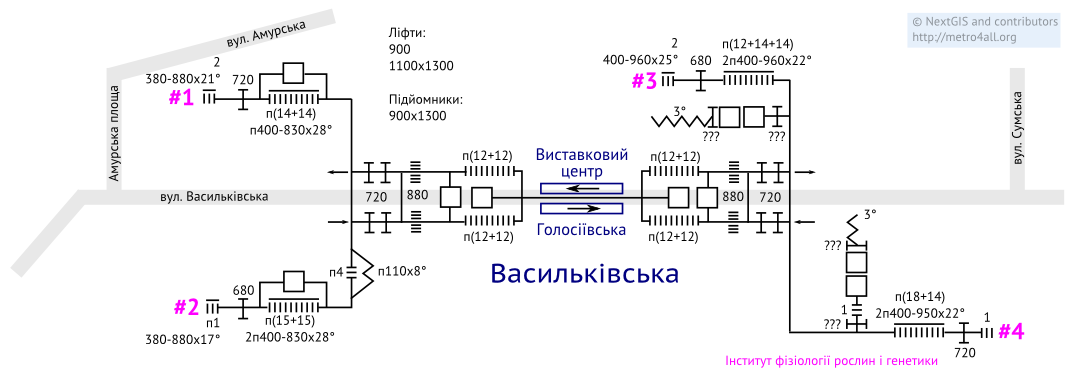 © NextGIS and contributors
http://metro4all.org
вул. Амурська
Ліфти:
900
1100x1300
Підйомники:
900x1300
2
380-880x21°
720
#1
п(14+14)
п400-830x28°
2
400-960x25°
680
#3
п(12+14+14)
2п400-960x22°
3°
???
???
Амурська площа
вул. Сумська
вул. Васильківська
720
880
п(12+12)
п(12+12)
Виставковий
центр
Голосіївська
п(12+12)
п(12+12)
880
720
Васильківська
п4
п110x8°
680
#2
п1
380-880x17°
п(15+15)
2п400-830x28°
3°
???
1
???
п(18+14)
2п400-950x22°
720
1
#4
Інститут фізіології рослин і генетики